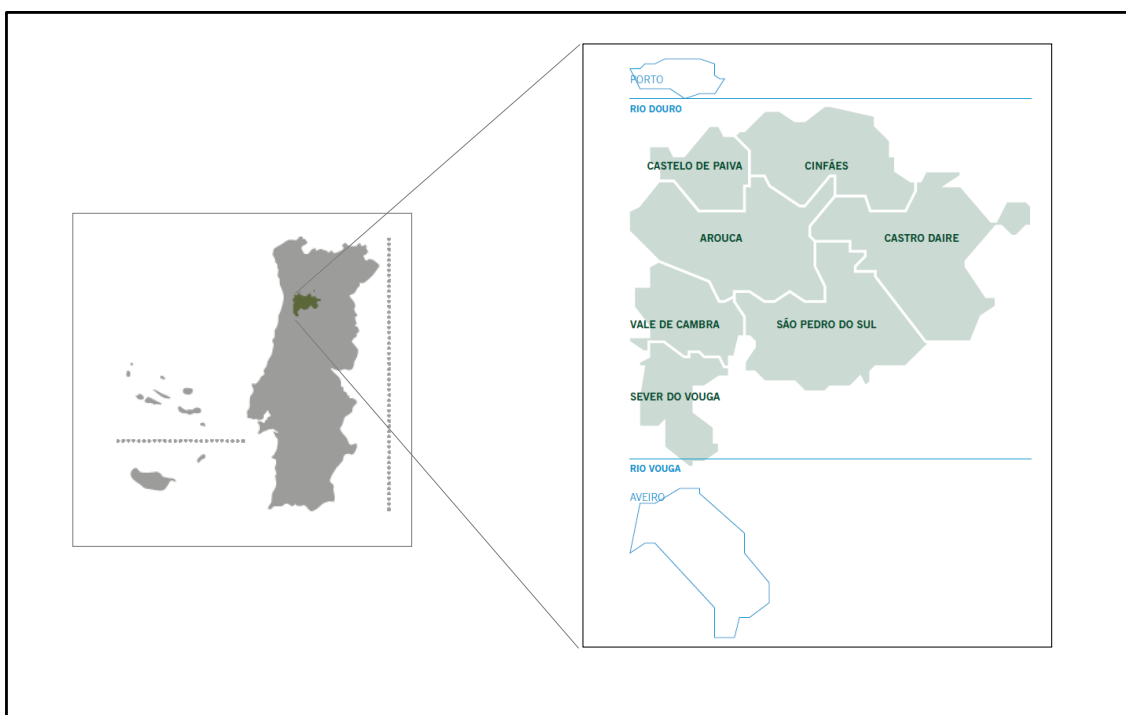 PORTO
RIO DOURO
CASTELO DE PAIVA
CINFÃES
AROUCA
CASTRO DAIRE
VALE DE CAMBRA
SÃO PEDRO DO SUL
SEVER DO VOUGA
RIO VOUGA
AVEIRO